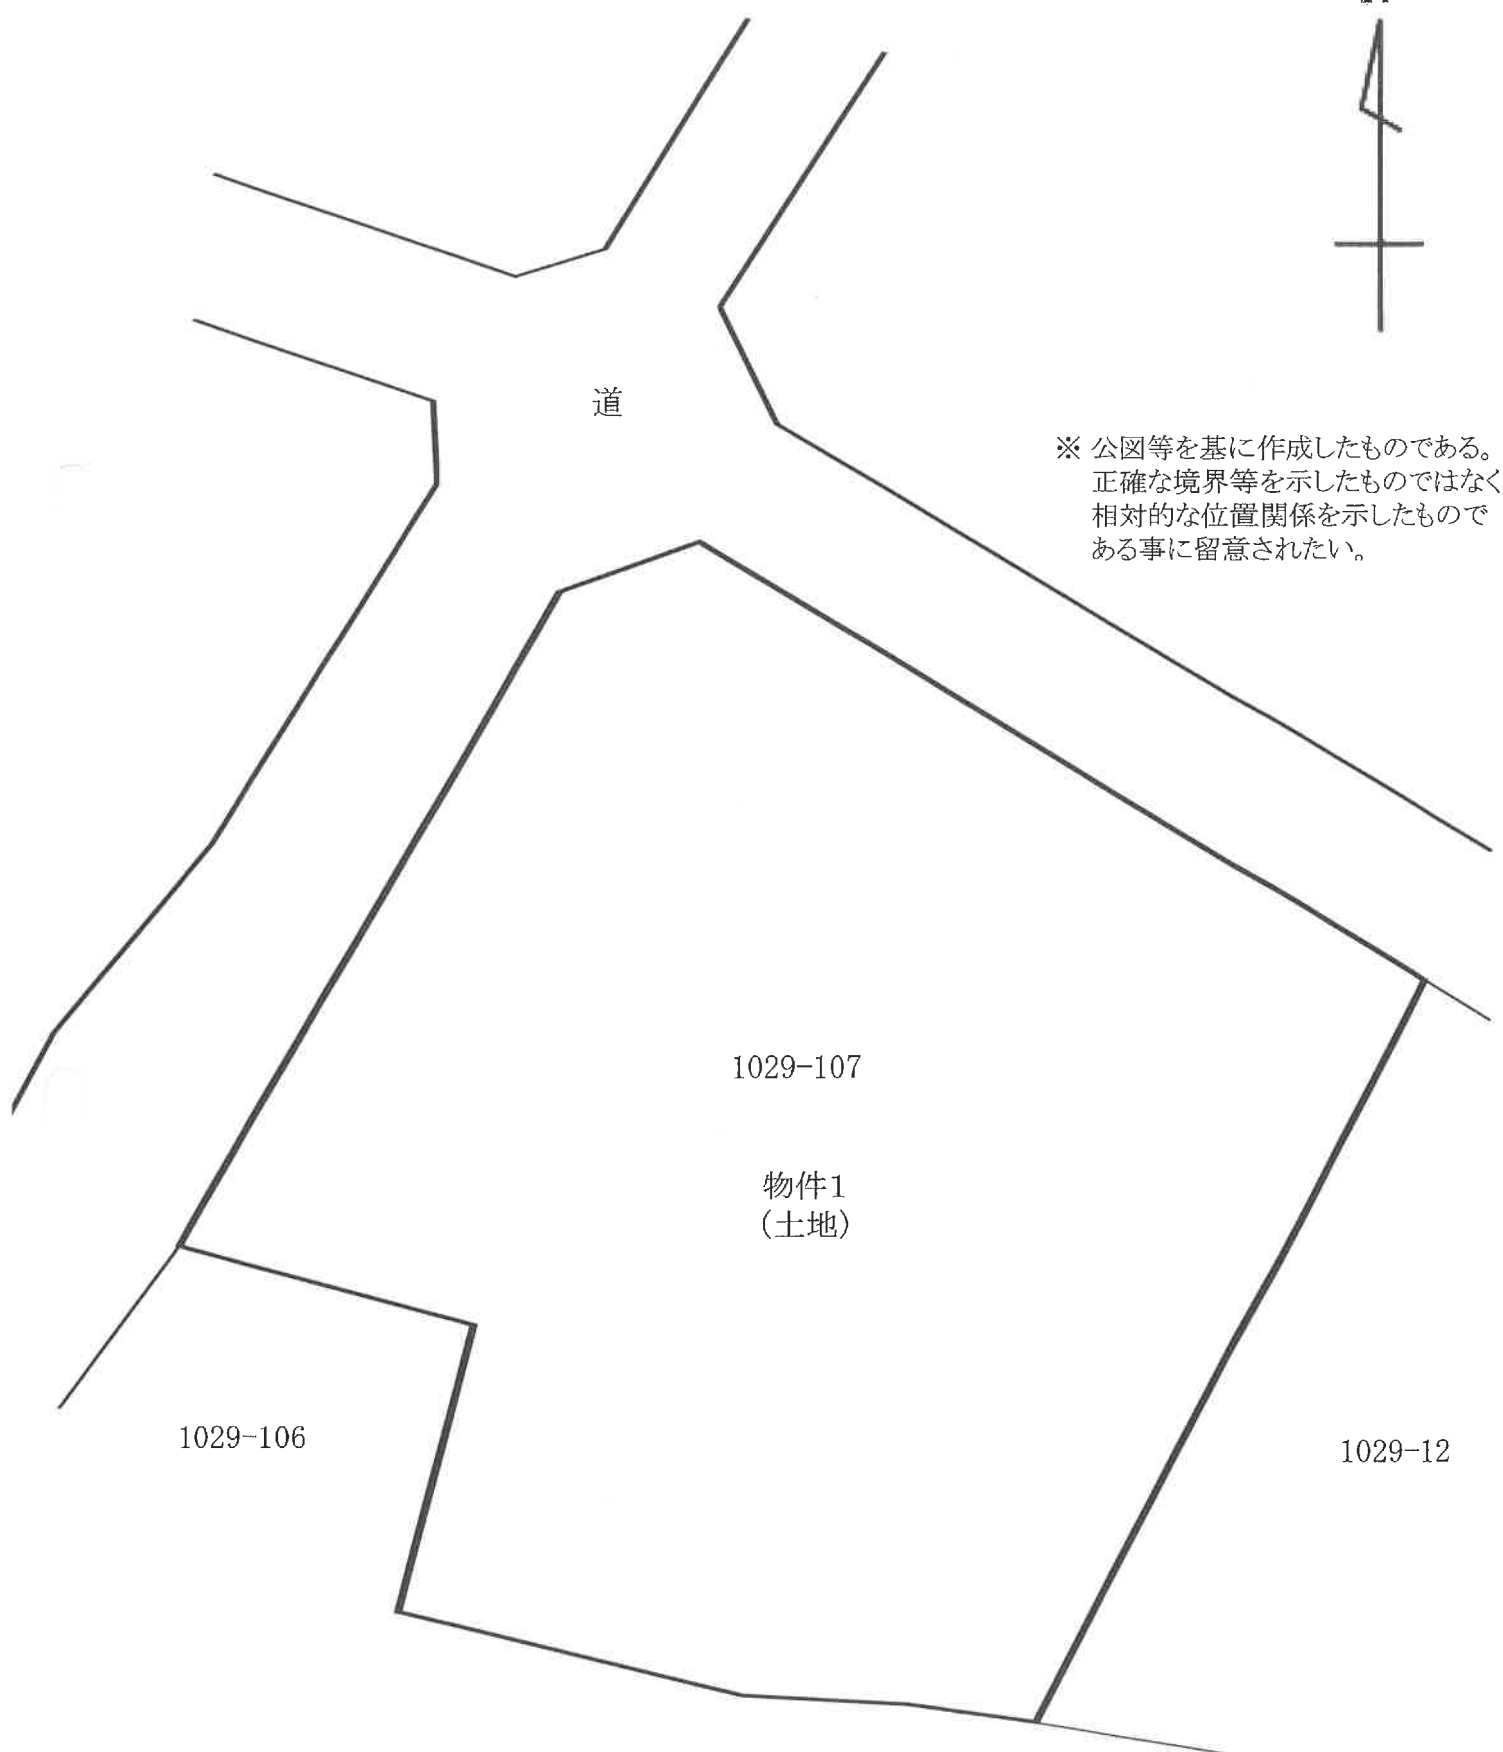 道
※ 公図等を基に作成したものである。
正確な境界等を示したものではなく
相対的な位置関係を示したもので
ある事に留意されたい。
1029-107
物件1
（土地）
1029-106
1029-12